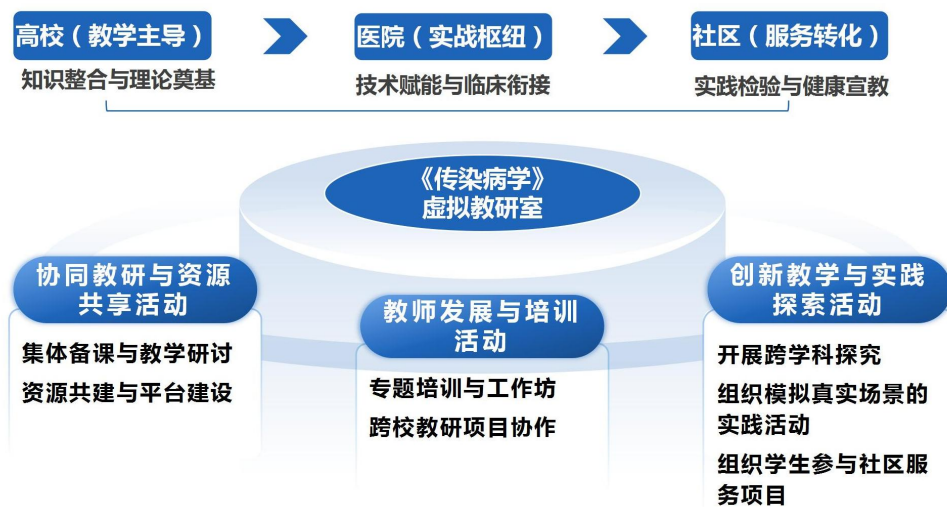 高校（教学主导）
医院（实战枢纽）
社区（服务转化）
知识整合与理论奠基
技术赋能与临床衔接
实践检验与健康宣教
《传染病学》
虚拟教研室
协同教研与资源
共享活动
集体备课与教学研讨
资源共建与平台建设
教师发展与培训
活动
专题培训与工作坊
跨校教研项目协作
创新教学与实践
探索活动
开展跨学科探究
组织模拟真实场景的
实践活动
组织学生参与社区服
务项目